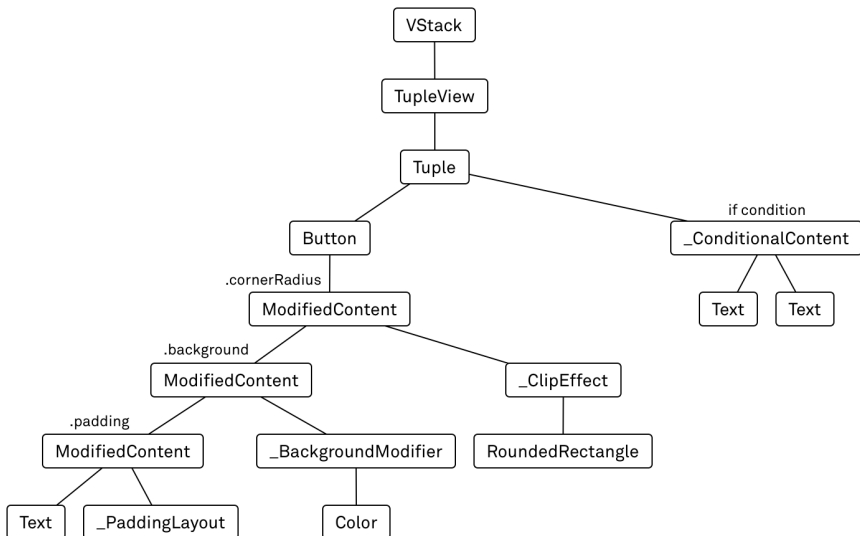 VStack
TupleView
Tuple
if condition
Button
_ConditionalContent
.cornerRadius
ModifiedContent
Text
Text
.background
ModifiedContent
_ClipEffect
.padding
ModifiedContent
_BackgroundModifier
RoundedRectangle
Text
_PaddingLayout
Color